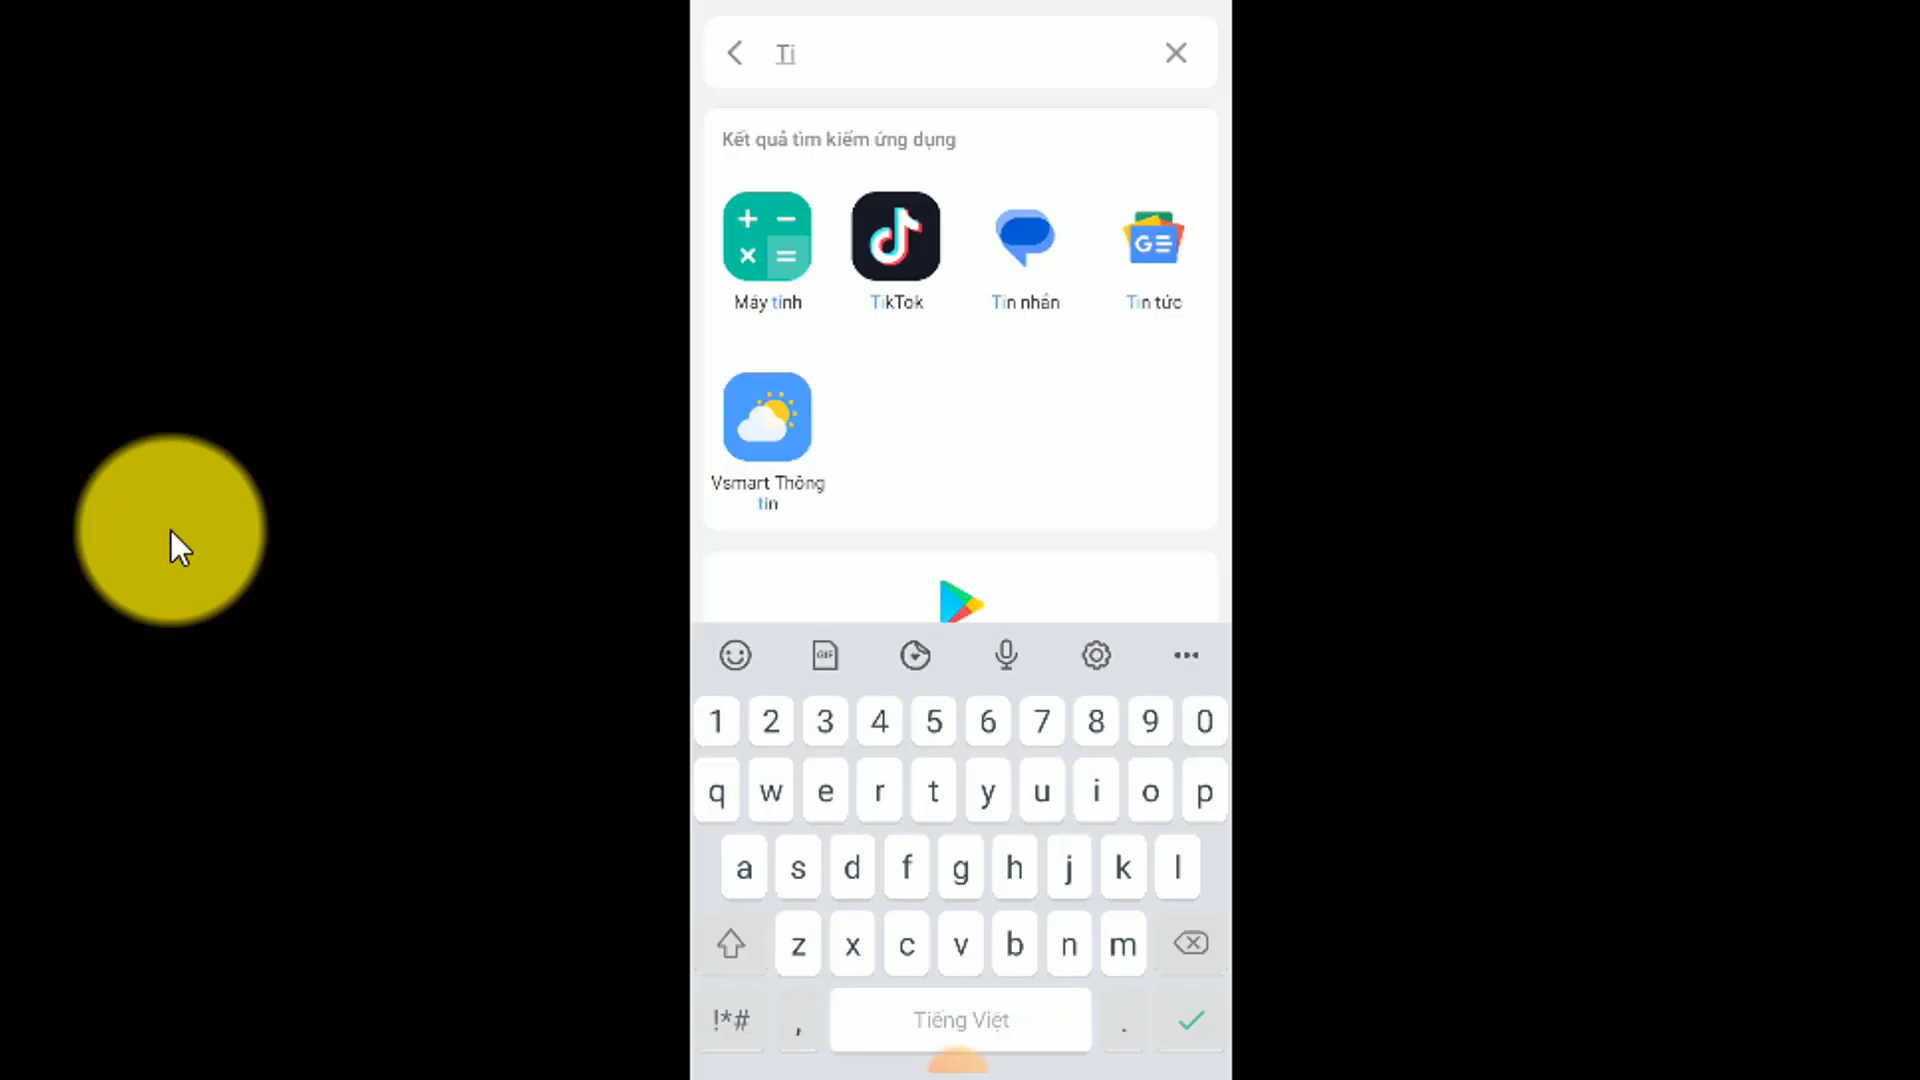 Ti
Kết quả tìm kiếm ứng dụng
Máy tính
TikTok
Tin nhắn
Tin tức
Vsmart Thông
tin
GIF
1 2 3 4 5 6 7 8 9 0
q w e r t y u i o p
a s d f g h j k l
z x c v b n m
!*# , Tiếng Việt .